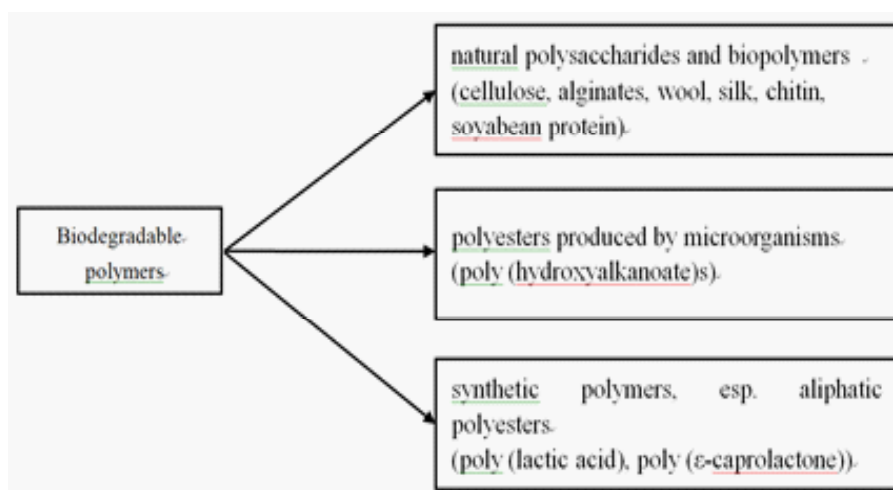 natural polysaccharides and biopolymers
(cellulose, alginates, wool, silk, chitin,
soyabean protein)
Biodegradable
polymers
polyesters produced by microorganisms
(poly (hydroxyalkanoate)s)
synthetic polymers, esp. aliphatic
polyesters
(poly (lactic acid), poly (ε-caprolactone))